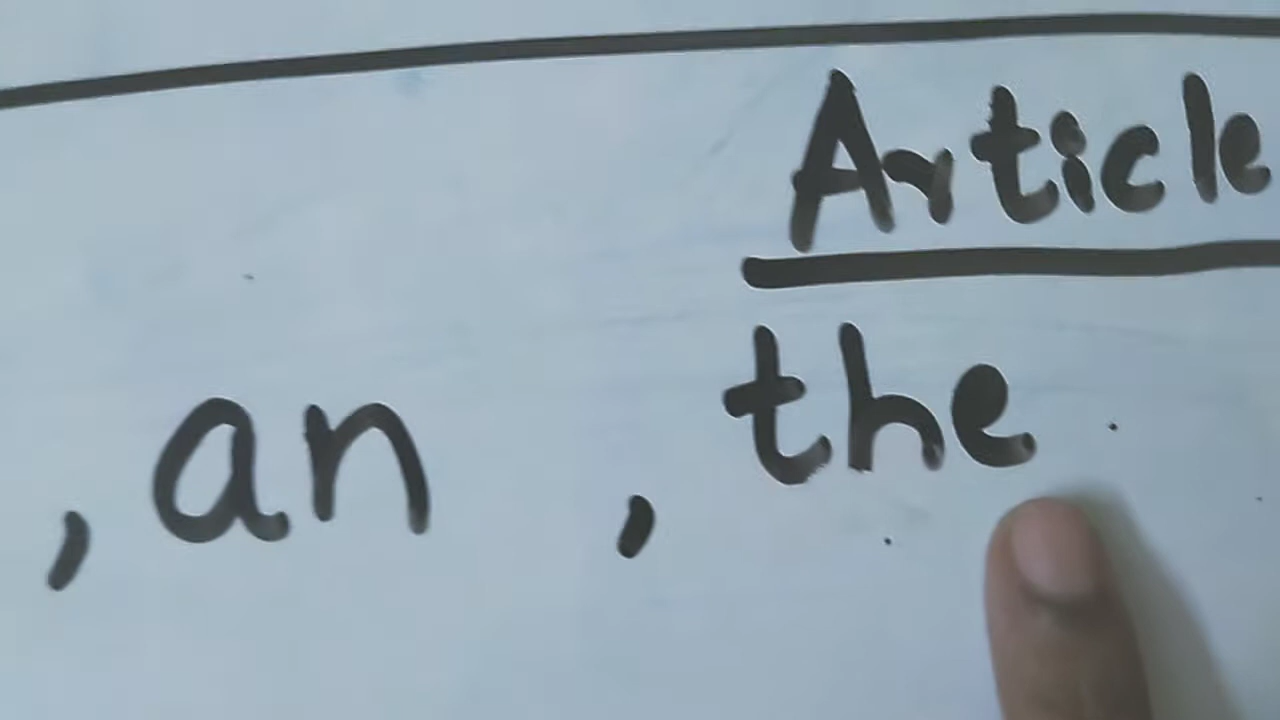 Article
, an , the